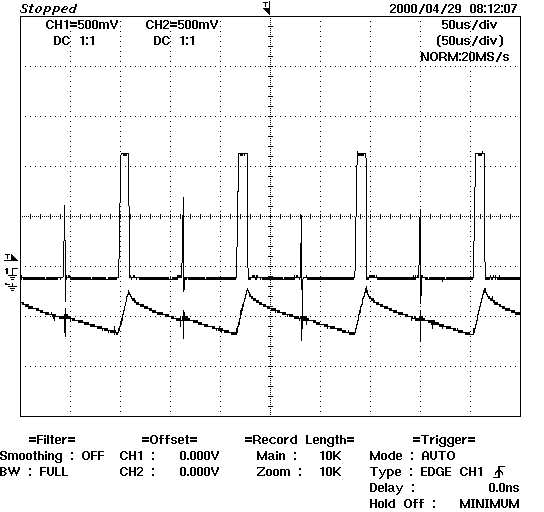 Stopped 2000/04/29 08:12:07
CH1=500mV CH2=500mV 50us/div
DC 1:1 DC 1:1 (50us/div)
NORM:20MS/s
=Filter= =Offset= =Record Length= =Trigger=
Smoothing : OFF CH1 : 0.000V Main : 10K Mode : AUTO
BW : FULL CH2 : 0.000V Zoom : 10K Type : EDGE CH1
Delay : 0.0ns
Hold Off : MINIMUM